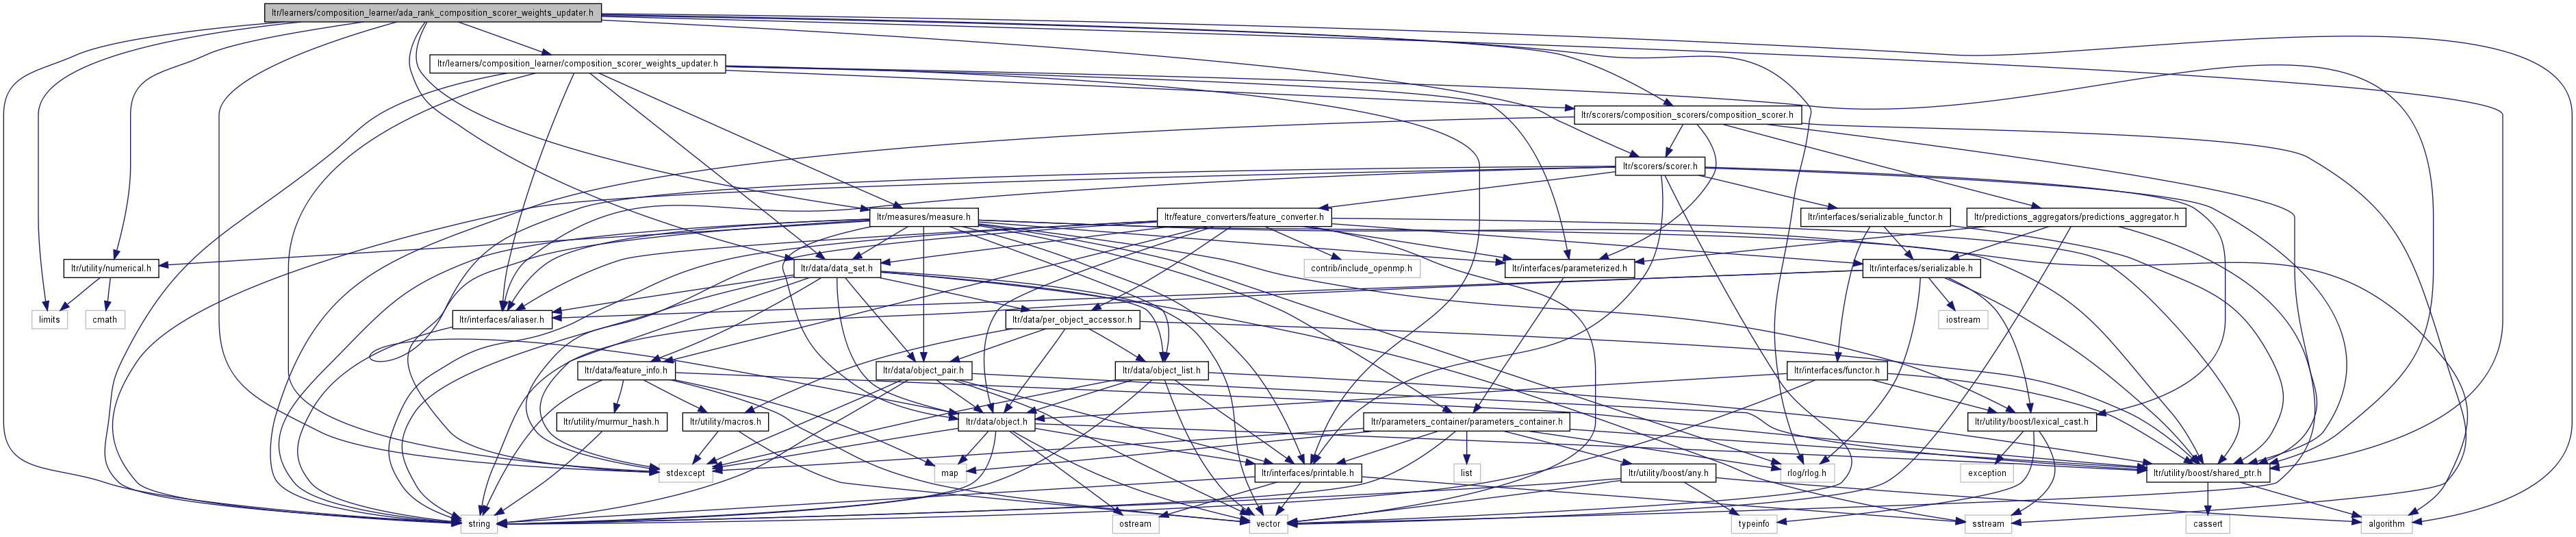 ltr/learners/composition_learner/ada_rank_composition_scorer_weights_updater.h
ltr/learners/composition_learner/composition_scorer_weights_updater.h
ltr/scorers/composition_scorers/composition_scorer.h
ltr/scorers/scorer.h
ltr/measures/measure.h
ltr/feature_converters/feature_converter.h
ltr/interfaces/serializable_functor.h
ltr/predictions_aggregators/predictions_aggregator.h
ltr/utility/numerical.h
ltr/data/data_set.h
contrib/include_openmp.h
ltr/interfaces/parameterized.h
ltr/interfaces/serializable.h
limits
cmath
ltr/interfaces/aliaser.h
ltr/data/per_object_accessor.h
iostream
ltr/data/feature_info.h
ltr/data/object_pair.h
ltr/data/object_list.h
ltr/interfaces/functor.h
ltr/utility/murmur_hash.h
ltr/utility/macros.h
ltr/data/object.h
ltr/parameters_container/parameters_container.h
ltr/utility/boost/lexical_cast.h
stdexcept
map
ltr/interfaces/printable.h
list
ltr/utility/boost/any.h
rlog/rlog.h
exception
ltr/utility/boost/shared_ptr.h
string
ostream
vector
typeinfo
sstream
cassert
algorithm